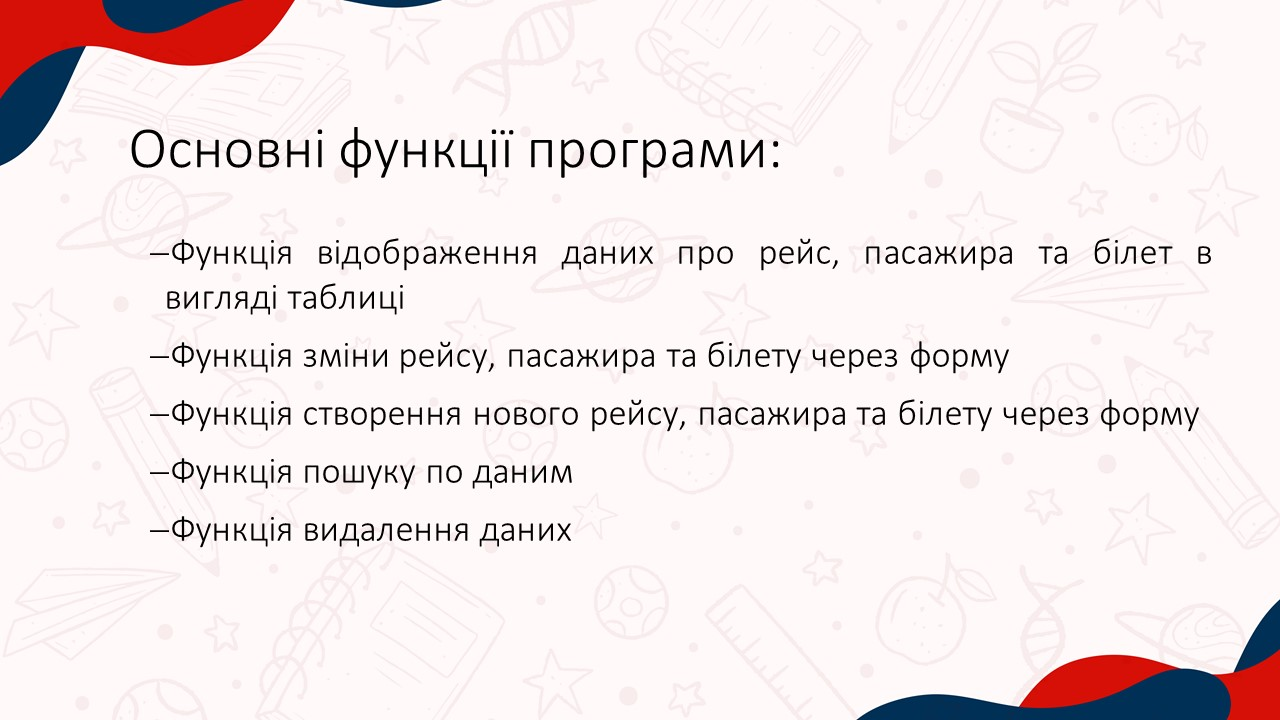 Основні функції програми:
–Функція відображення даних про рейс, пасажира та білет в
вигляді таблиці
–Функція зміни рейсу, пасажира та білету через форму
–Функція створення нового рейсу, пасажира та білету через форму
–Функція пошуку по даним
–Функція видалення даних